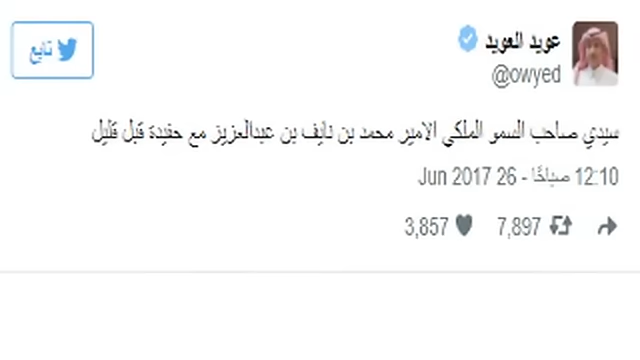 عويد العويد
@owyed
تابع
سيدي صاحب السمو الملكي الامير محمد بن نايف بن عبدالعزيز مع حفيدة قبل قليل
12:10 صباحًا - 26 Jun 2017
7,897 3,857